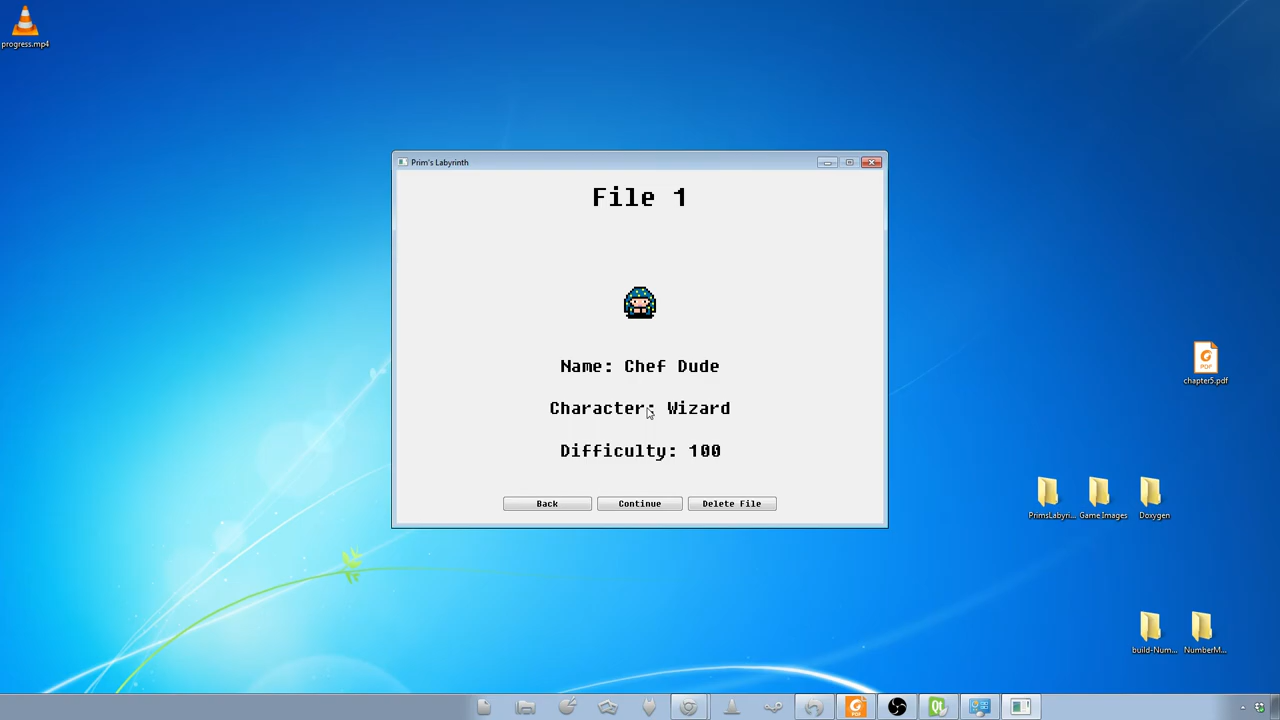 progress.mp4
Prim's Labyrinth
File 1
Name: Chef Dude
Character: Wizard
Difficulty: 100
Back Continue Delete File
chapter5.pdf
PrimsLabyri... Game Images Doxygen
build-Num... NumberM...